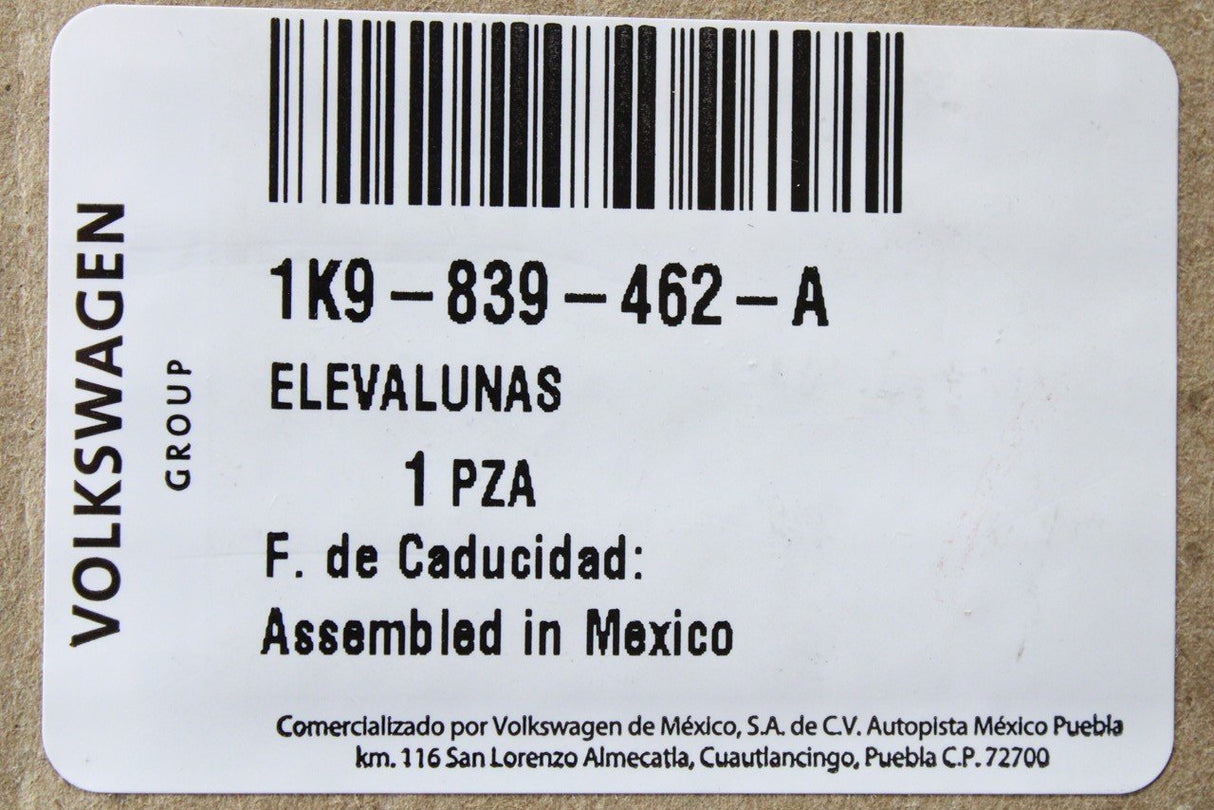 VOLKSWAGEN
GROUP
1K9-839-462-A
ELEVALUNAS
1 PZA
F. de Caducidad:
Assembled in Mexico
Comercializado por Volkswagen de México, S.A. de C.V. Autopista México Puebla
km. 116 San Lorenzo Almecatla, Cuautlancingo, Puebla C.P. 72700